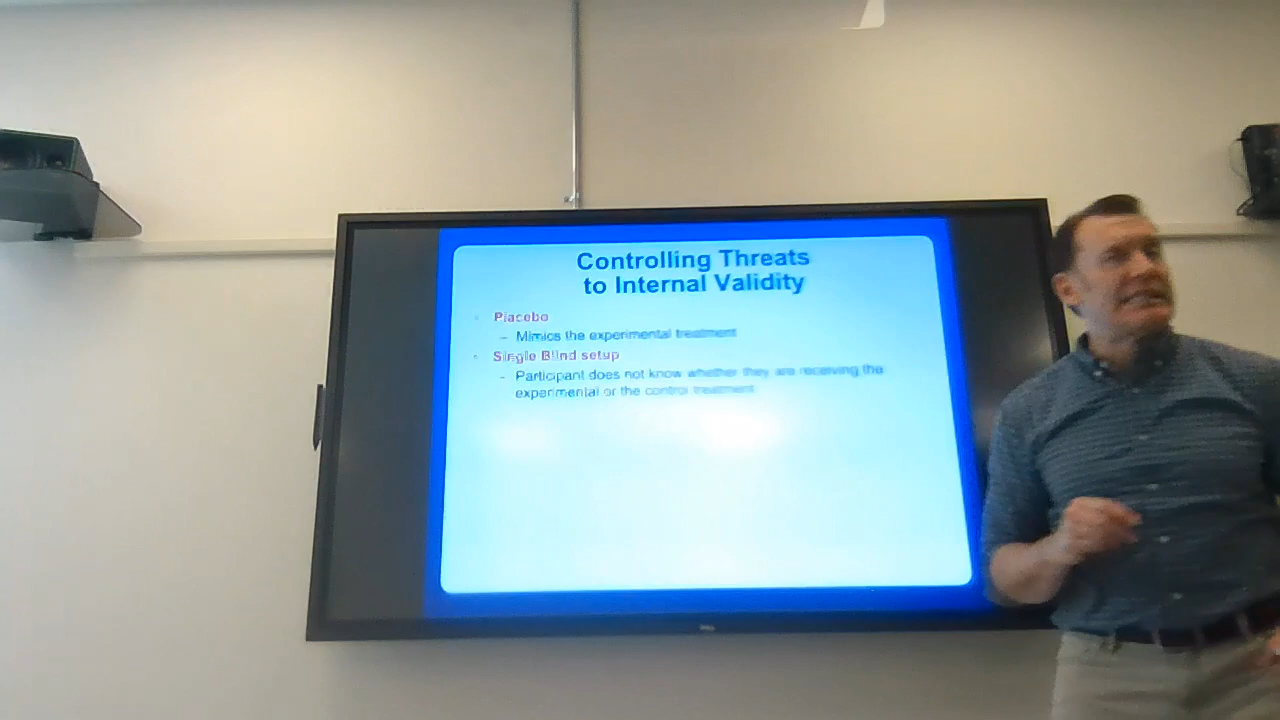 Controlling Threats
to Internal Validity
Placebo
– Mimics the experimental treatment
Single Blind setup
– Participant does not know whether they are receiving the
experimental or the control treatment